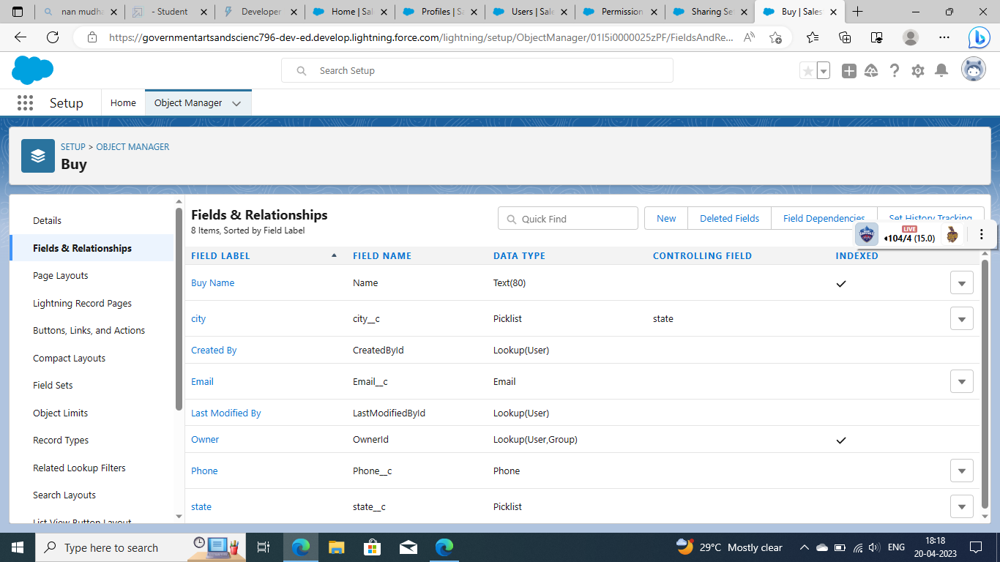 nan mudha
- Student
Developer
Home | Sal
Profiles | Sa
Users | Sale
Permission
Sharing Set
Buy | Sales
https://governmentartsandscienc796-dev-ed.develop.lightning.force.com/lightning/setup/ObjectManager/01I5i0000025zPF/FieldsAndRe...
Search Setup
Setup
Home
Object Manager
SETUP > OBJECT MANAGER
Buy
Details
Fields & Relationships
Page Layouts
Lightning Record Pages
Buttons, Links, and Actions
Compact Layouts
Field Sets
Object Limits
Record Types
Related Lookup Filters
Search Layouts
List View Button Layout
Fields & Relationships
8 Items, Sorted by Field Label
Quick Find
New
Deleted Fields
Field Dependencies
Set History Tracking
LIVE
104/4 (15.0)
FIELD LABEL FIELD NAME DATA TYPE CONTROLLING FIELD INDEXED
Buy Name Name Text(80)
city city__c Picklist state
Created By CreatedById Lookup(User)
Email Email__c Email
Last Modified By LastModifiedById Lookup(User)
Owner OwnerId Lookup(User,Group)
Phone Phone__c Phone
state state__c Picklist
Type here to search
29°C Mostly clear
ENG
18:18
20-04-2023